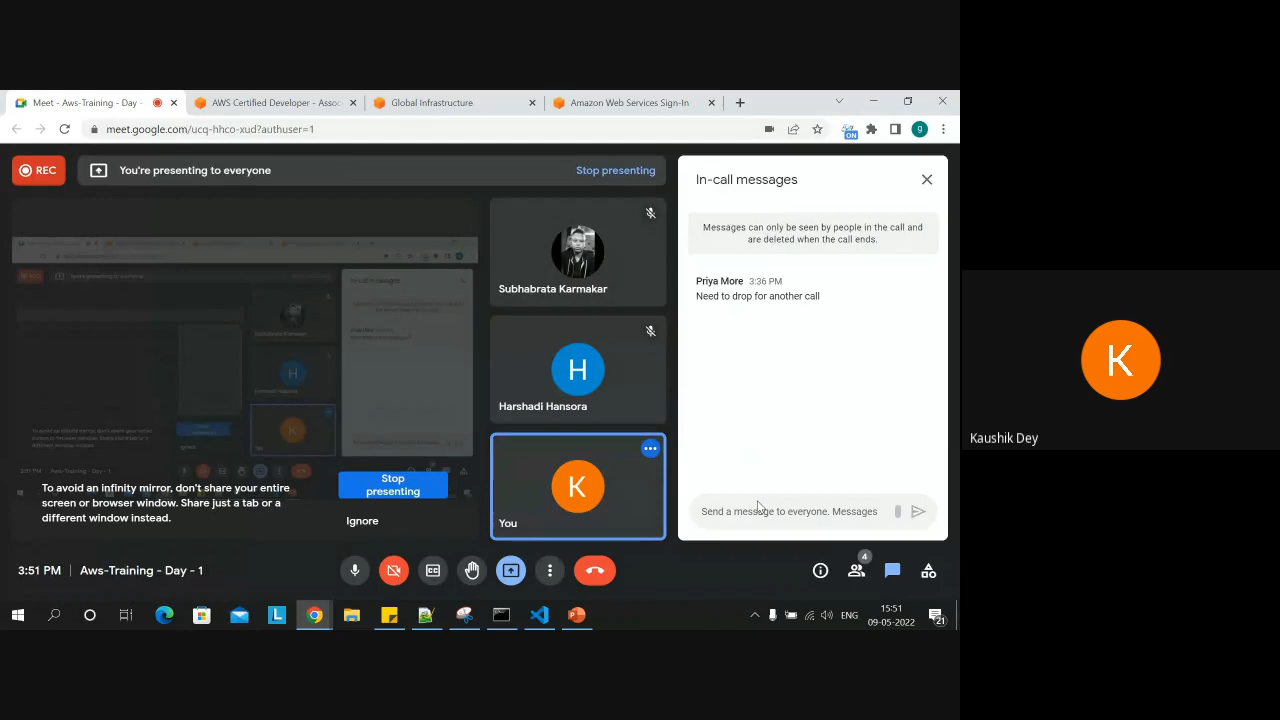 Meet - Aws-Training - Day -
AWS Certified Developer - Assoc
Global Infrastructure
Amazon Web Services Sign-In
meet.google.com/ucq-hhco-xud?authuser=1
ON
g
REC
You're presenting to everyone
Stop presenting
In-call messages
Messages can only be seen by people in the call and
are deleted when the call ends.
Priya More 3:36 PM
Need to drop for another call
Subhabrata Karmakar
H
Harshadi Hansora
K
You
To avoid an infinity mirror, don't share your entire
screen or browser window. Share just a tab or a
different window instead.
Stop
presenting
Ignore
Send a message to everyone. Messages
3:51 PM | Aws-Training - Day - 1
4
L
ENG
15:51
09-05-2022
21
K
Kaushik Dey